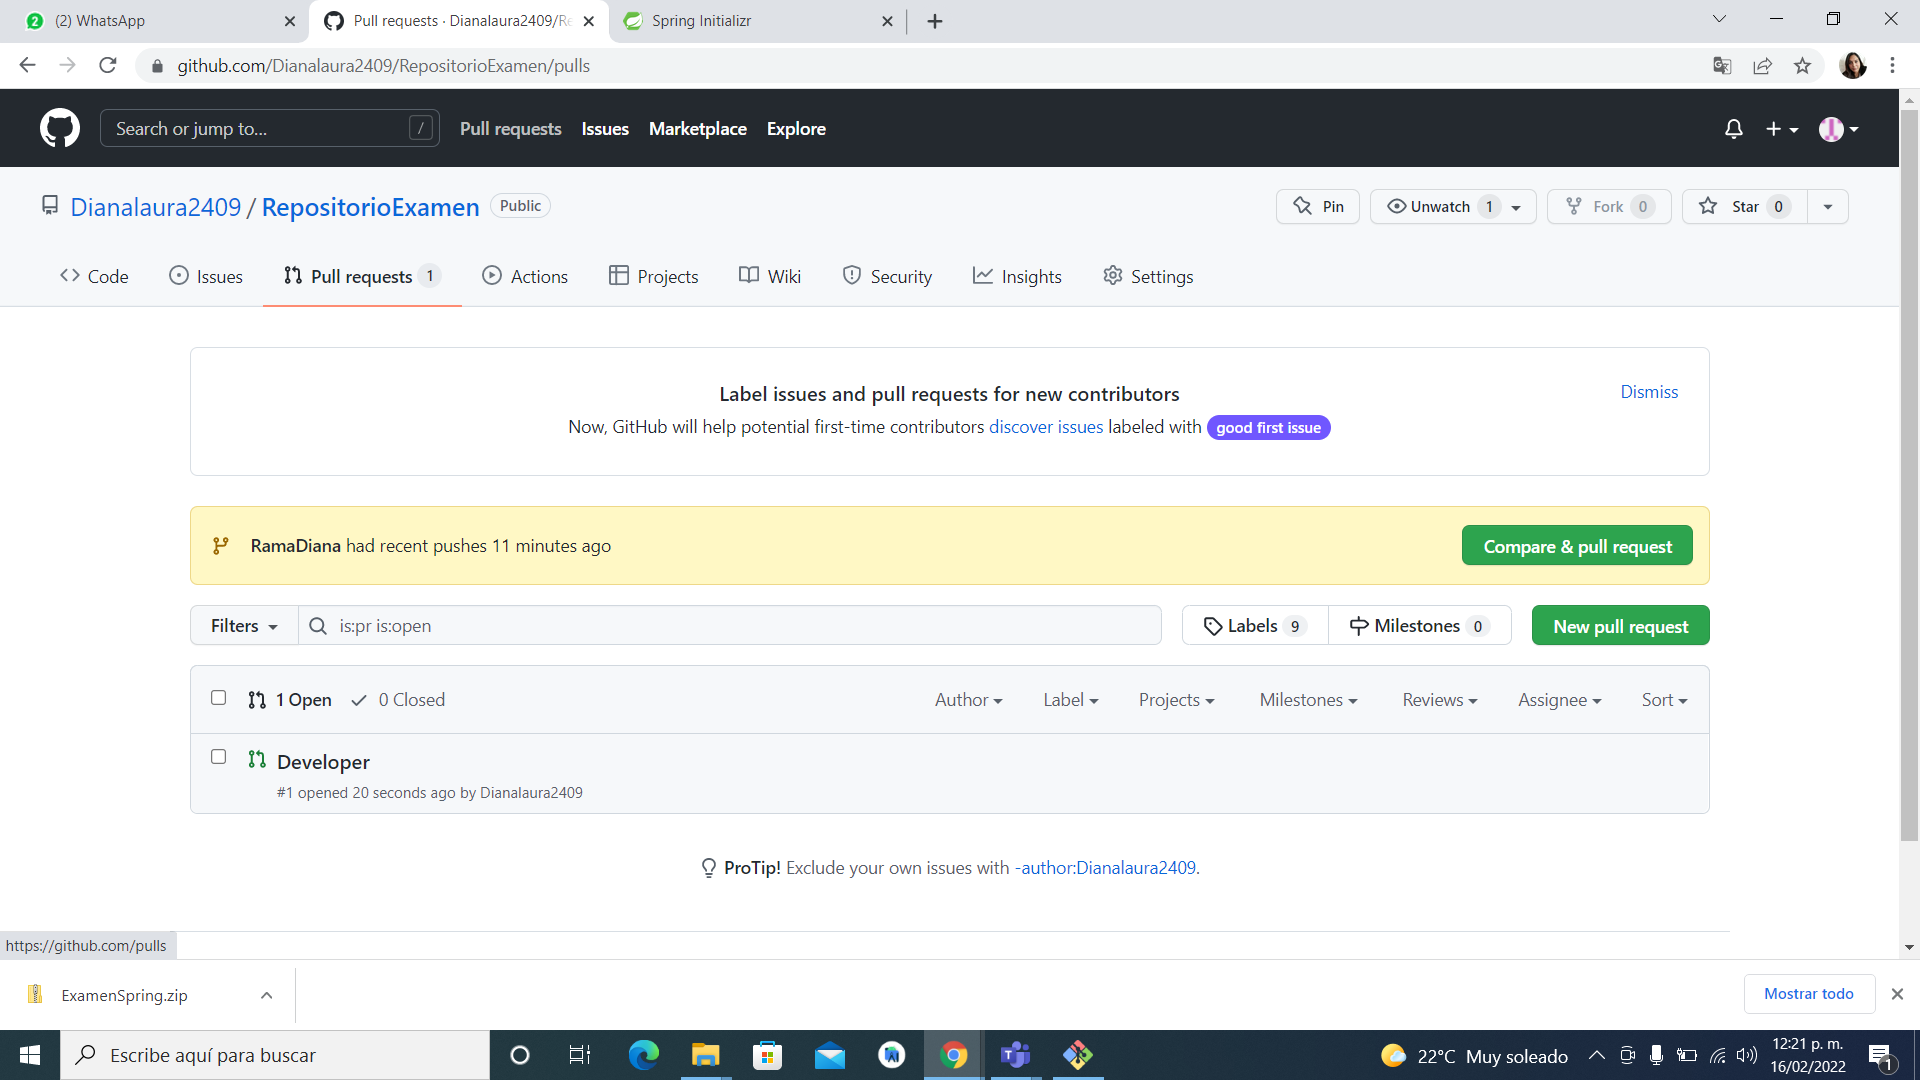 (2) WhatsApp
Pull requests · Dianalaura2409/Re
Spring Initializr
github.com/Dianalaura2409/RepositorioExamen/pulls
Search or jump to... /
Pull requests Issues Marketplace Explore
Dianalaura2409 / RepositorioExamen Public
Pin Unwatch 1 Fork 0 Star 0
Code Issues Pull requests 1 Actions Projects Wiki Security Insights Settings
Label issues and pull requests for new contributors
Dismiss
Now, GitHub will help potential first-time contributors discover issues labeled with good first issue
RamaDiana had recent pushes 11 minutes ago
Compare & pull request
Filters is:pr is:open Labels 9 Milestones 0 New pull request
1 Open 0 Closed Author Label Projects Milestones Reviews Assignee Sort
Developer
#1 opened 20 seconds ago by Dianalaura2409
ProTip! Exclude your own issues with -author:Dianalaura2409.
https://github.com/pulls
ExamenSpring.zip
Mostrar todo
Escribe aquí para buscar
22°C Muy soleado
12:21 p. m.
16/02/2022
1